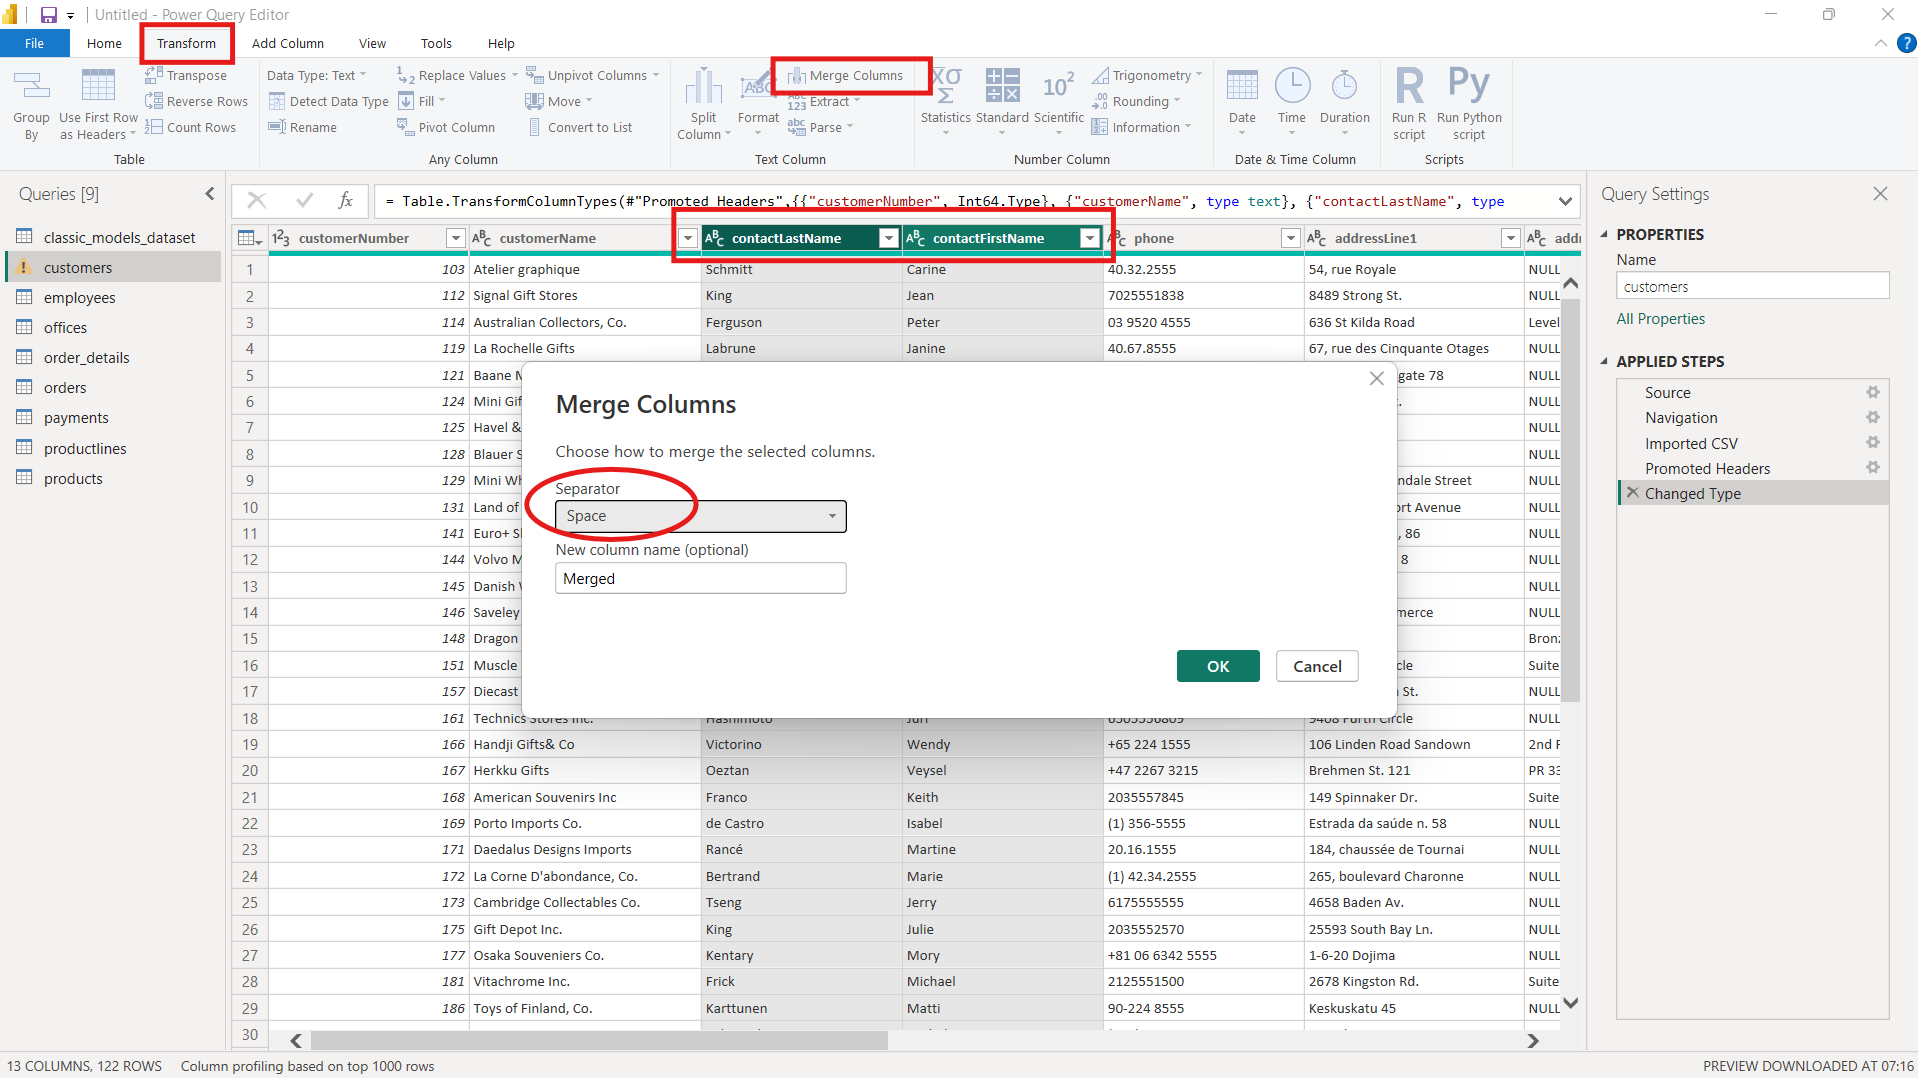 Untitled - Power Query Editor
File Home Transform Add Column View Tools Help
Group By
Use First Row as Headers
Transpose
Reverse Rows
Count Rows
Table
Data Type: Text
Detect Data Type
Rename
Replace Values
Fill
Pivot Column
Unpivot Columns
Move
Convert to List
Any Column
Split Column
Format
Merge Columns
Extract
Parse
Text Column
Statistics
Standard
Scientific
Trigonometry
Rounding
Information
Number Column
Date
Time
Duration
Date & Time Column
Run R script
Run Python script
Scripts
Queries [9]
classic_models_dataset
customers
employees
offices
order_details
orders
payments
productlines
products
= Table.TransformColumnTypes(#"Promoted Headers",{{"customerNumber", Int64.Type}, {"customerName", type text}, {"contactLastName", type
customerNumber customerName contactLastName contactFirstName phone addressLine1
1 103 Atelier graphique Schmitt Carine 40.32.2555 54, rue Royale NULL
2 112 Signal Gift Stores King Jean 7025551838 8489 Strong St. NULL
3 114 Australian Collectors, Co. Ferguson Peter 03 9520 4555 636 St Kilda Road Level
4 119 La Rochelle Gifts Labrune Janine 40.67.8555 67, rue des Cinquante Otages NULL
5 121 Baane gate 78 NULL
6 124 Mini Gif NULL
7 125 Havel & NULL
8 128 Blauer NULL
9 129 Mini Wh ndale Street NULL
10 131 Land of ort Avenue NULL
11 141 Euro+ , 86 NULL
12 144 Volvo 8 NULL
13 145 Danish NULL
14 146 Saveley merce NULL
15 148 Dragon Bronz
16 151 Muscle cle Suite
17 157 Diecast St. NULL
18 161 Technics Stores Inc. Hashimoto Juri 6505556809 9408 Furth Circle NULL
19 166 Handji Gifts& Co Victorino Wendy +65 224 1555 106 Linden Road Sandown 2nd F
20 167 Herkku Gifts Oeztan Veysel +47 2267 3215 Brehmen St. 121 PR 33
21 168 American Souvenirs Inc Franco Keith 2035557845 149 Spinnaker Dr. Suite
22 169 Porto Imports Co. de Castro Isabel (1) 356-5555 Estrada da saúde n. 58 NULL
23 171 Daedalus Designs Imports Rancé Martine 20.16.1555 184, chaussée de Tournai NULL
24 172 La Corne D'abondance, Co. Bertrand Marie (1) 42.34.2555 265, boulevard Charonne NULL
25 173 Cambridge Collectables Co. Tseng Jerry 6175555555 4658 Baden Av. NULL
26 175 Gift Depot Inc. King Julie 2035552570 25593 South Bay Ln. NULL
27 177 Osaka Souveniers Co. Kentary Mory +81 06 6342 5555 1-6-20 Dojima NULL
28 181 Vitachrome Inc. Frick Michael 2125551500 2678 Kingston Rd. Suite
29 186 Toys of Finland, Co. Karttunen Matti 90-224 8555 Keskuskatu 45 NULL
30
Merge Columns
Choose how to merge the selected columns.
Separator
Space
New column name (optional)
Merged
OK Cancel
Query Settings
PROPERTIES
Name
customers
All Properties
APPLIED STEPS
Source
Navigation
Imported CSV
Promoted Headers
Changed Type
13 COLUMNS, 122 ROWS Column profiling based on top 1000 rows
PREVIEW DOWNLOADED AT 07:16